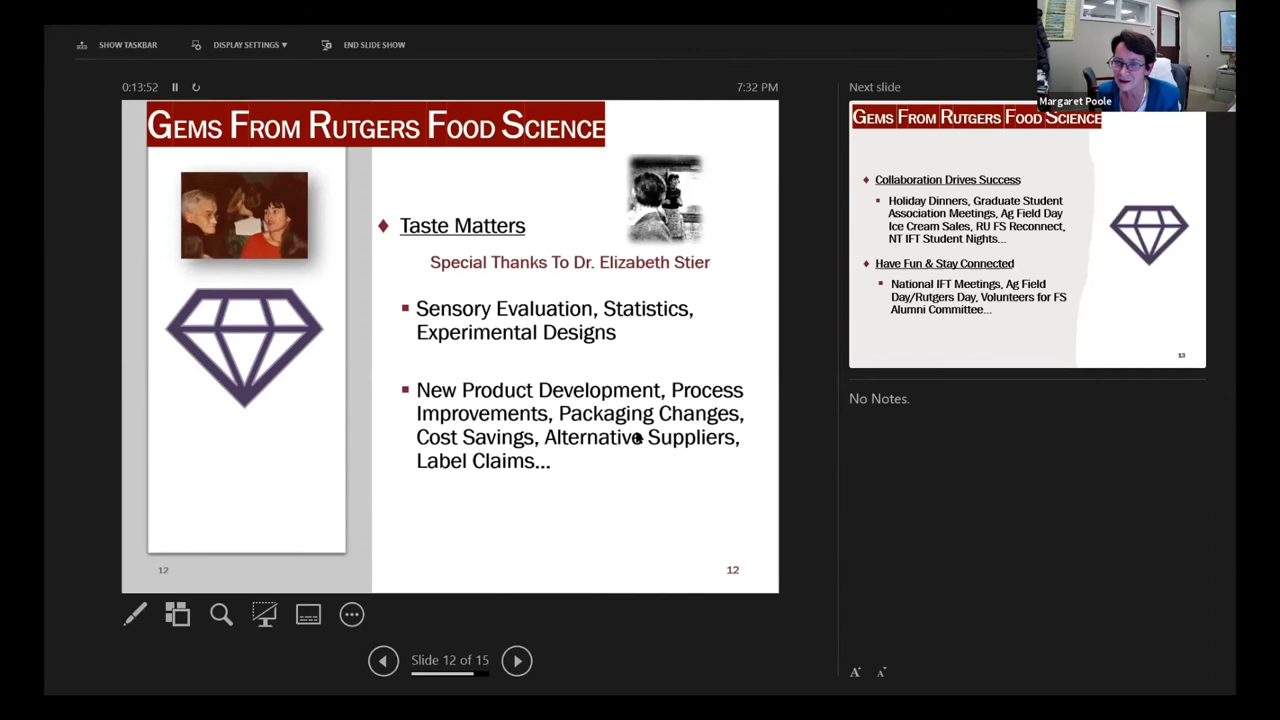 SHOW TASKBAR
DISPLAY SETTINGS ▼
END SLIDE SHOW
Margaret Poole
0:13:52
7:32 PM
GEMS FROM RUTGERS FOOD SCIENCE
Taste Matters
Special Thanks To Dr. Elizabeth Stier
Sensory Evaluation, Statistics,
Experimental Designs
New Product Development, Process
Improvements, Packaging Changes,
Cost Savings, Alternative Suppliers,
Label Claims...
12
12
Slide 12 of 15
Next slide
GEMS FROM RUTGERS FOOD SCIENCE
Collaboration Drives Success
Holiday Dinners, Graduate Student
Association Meetings, Ag Field Day
Ice Cream Sales, RU FS Reconnect,
NT IFT Student Nights...
Have Fun & Stay Connected
National IFT Meetings, Ag Field
Day/Rutgers Day, Volunteers for FS
Alumni Committee...
13
No Notes.
A A